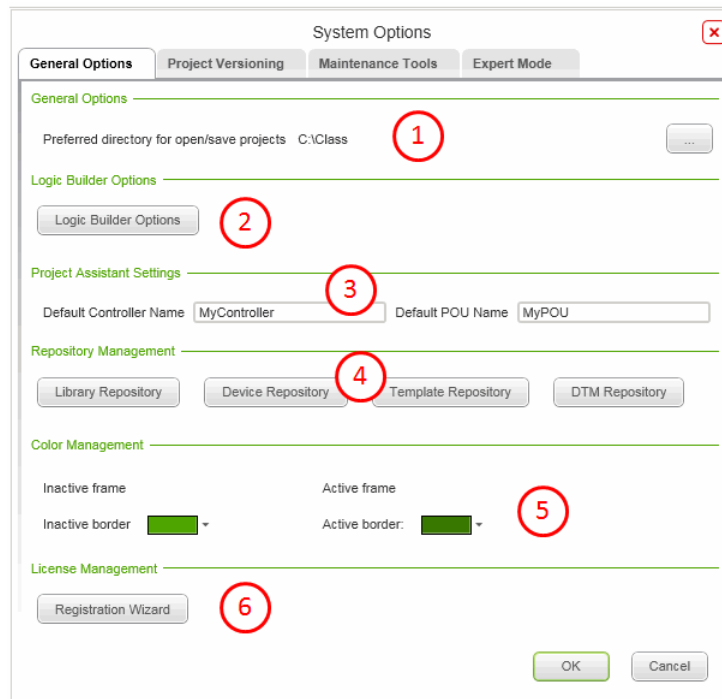 System Options
General Options Project Versioning Maintenance Tools Expert Mode
General Options
Preferred directory for open/save projects C:\Class 1 ...
Logic Builder Options
Logic Builder Options 2
Project Assistant Settings
3
Default Controller Name MyController Default POU Name MyPOU
Repository Management
Library Repository Device Repository 4 Template Repository DTM Repository
Color Management
Inactive frame Active frame
Inactive border Active border: 5
License Management
Registration Wizard 6
OK Cancel